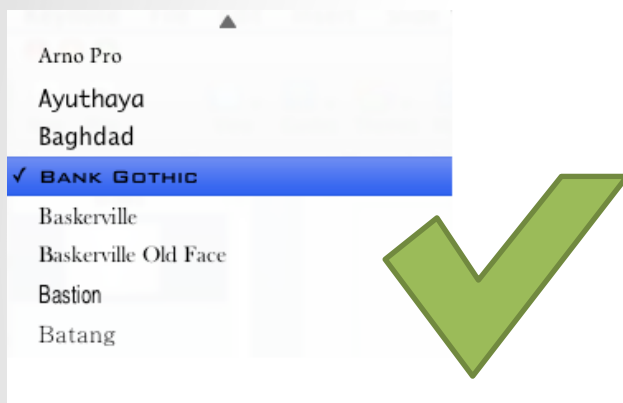 Arno Pro
Ayuthaya
Baghdad
✓ BANK GOTHIC
Baskerville
Baskerville Old Face
Bastion
Batang